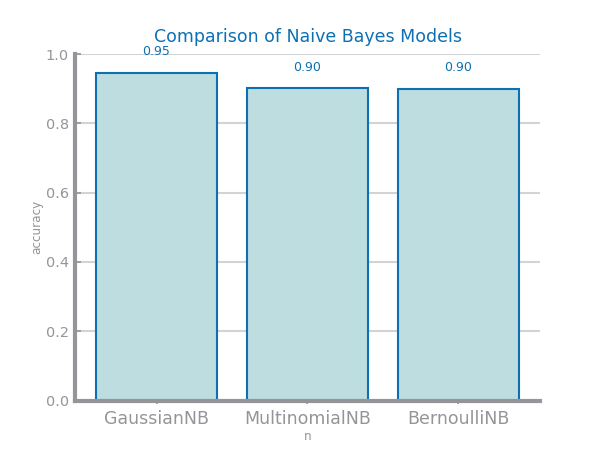 Comparison of Naive Bayes Models
0.95
0.90
0.90
1.0
0.8
0.6
0.4
0.2
0.0
accuracy
GaussianNB
MultinomialNB
BernoulliNB
n